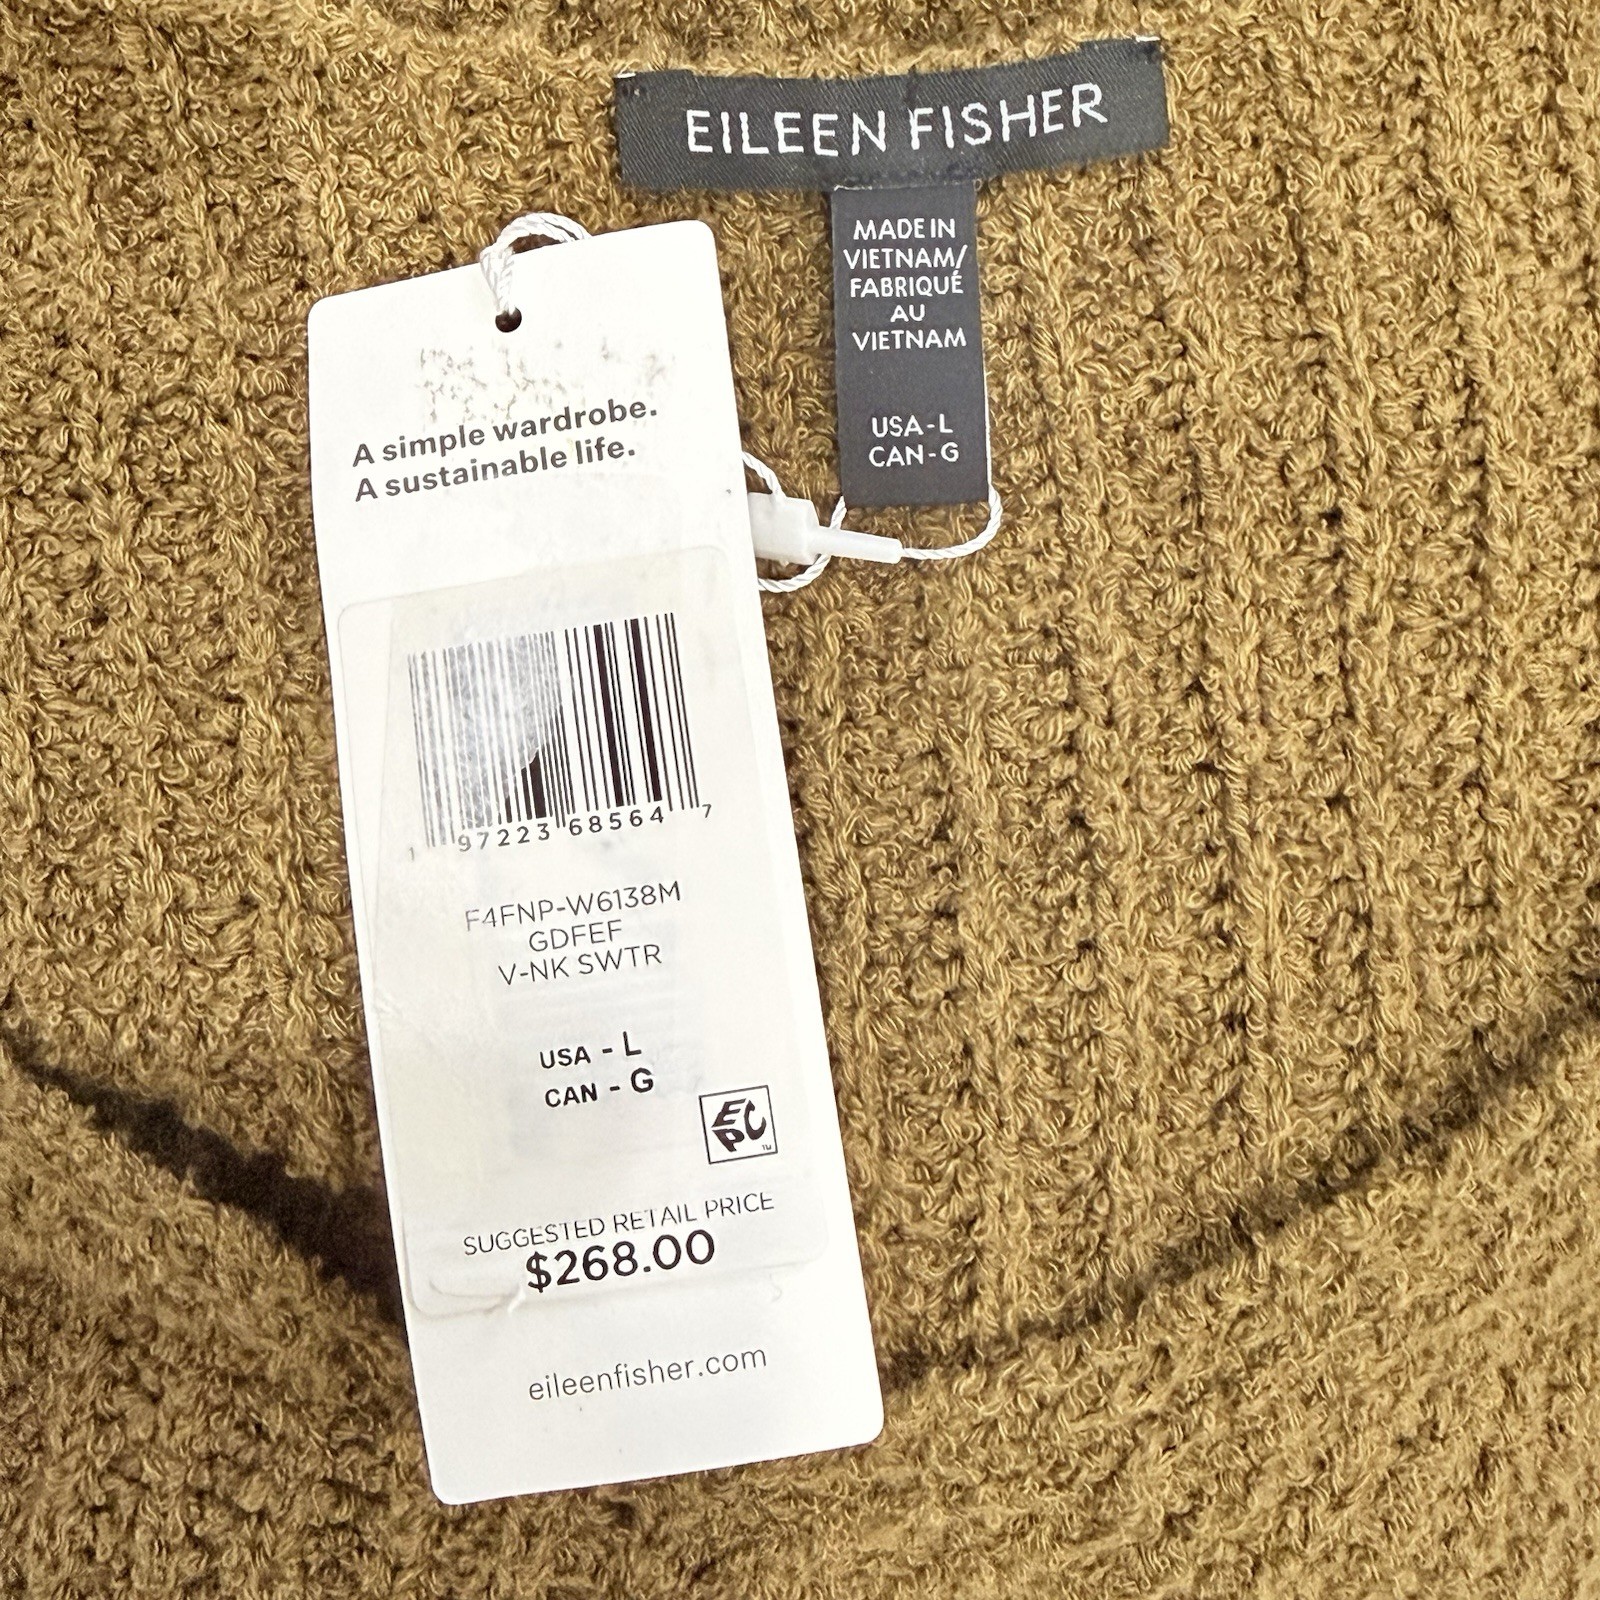 EILEEN FISHER
MADE IN
VIETNAM/
FABRIQUÉ
AU
VIETNAM
USA-L
CAN-G
A simple wardrobe.
A sustainable life.
1 97223 68564 7
F4FNP-W6138M
GDFEF
V-NK SWTR
USA - L
CAN - G
EPC
SUGGESTED RETAIL PRICE
$268.00
eileenfisher.com